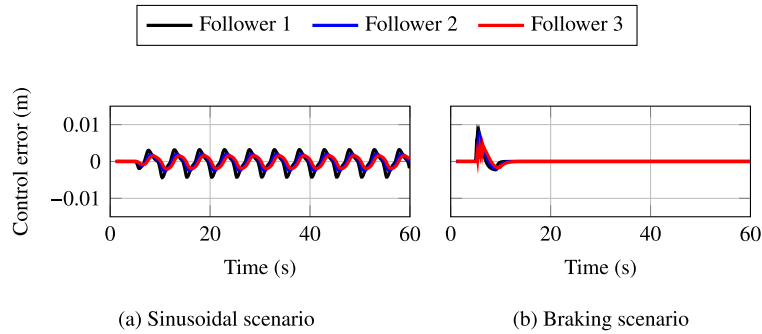 Follower 1 Follower 2 Follower 3
Control error (m)
0.01
0
−0.01
0 20 40 60
0 20 40 60
Time (s)
Time (s)
(a) Sinusoidal scenario
(b) Braking scenario